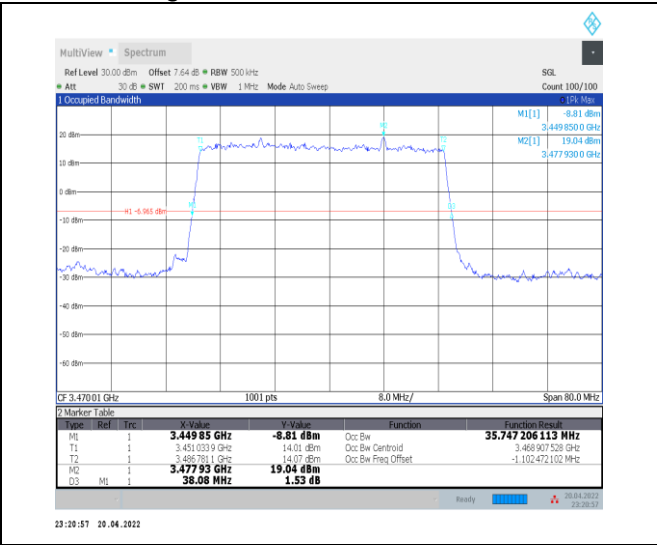 MultiView Spectrum
Ref Level 30.00 dBm Offset 7.64 dB RBW 500 kHz SGL
Att 30 dB SWT 200 ms VBW 1 MHz Mode Auto Sweep Count 100/100
1 Occupied Bandwidth 1Pk Max
M1[1] -8.81 dBm
3.449 850 0 GHz
M2[1] 19.04 dBm
3.477 930 0 GHz
M2
T1
T2
20 dBm
10 dBm
0 dBm
M1
D3
H1 -6.965 dBm
-10 dBm
-20 dBm
-30 dBm
-40 dBm
-50 dBm
-60 dBm
CF 3.470 01 GHz 1001 pts 8.0 MHz/ Span 80.0 MHz
2 Marker Table
Type Ref Trc X-Value Y-Value Function Function Result
M1 1 3.449 85 GHz -8.81 dBm Occ Bw 35.747 206 113 MHz
T1 1 3.451 033 9 GHz 14.01 dBm Occ Bw Centroid 3.468 907 528 GHz
T2 1 3.486 781 1 GHz 14.07 dBm Occ Bw Freq Offset -1.102 472 102 MHz
M2 1 3.477 93 GHz 19.04 dBm
D3 M1 1 38.08 MHz 1.53 dB
Ready 20.04.2022
23:20:57
23:20:57 20.04.2022